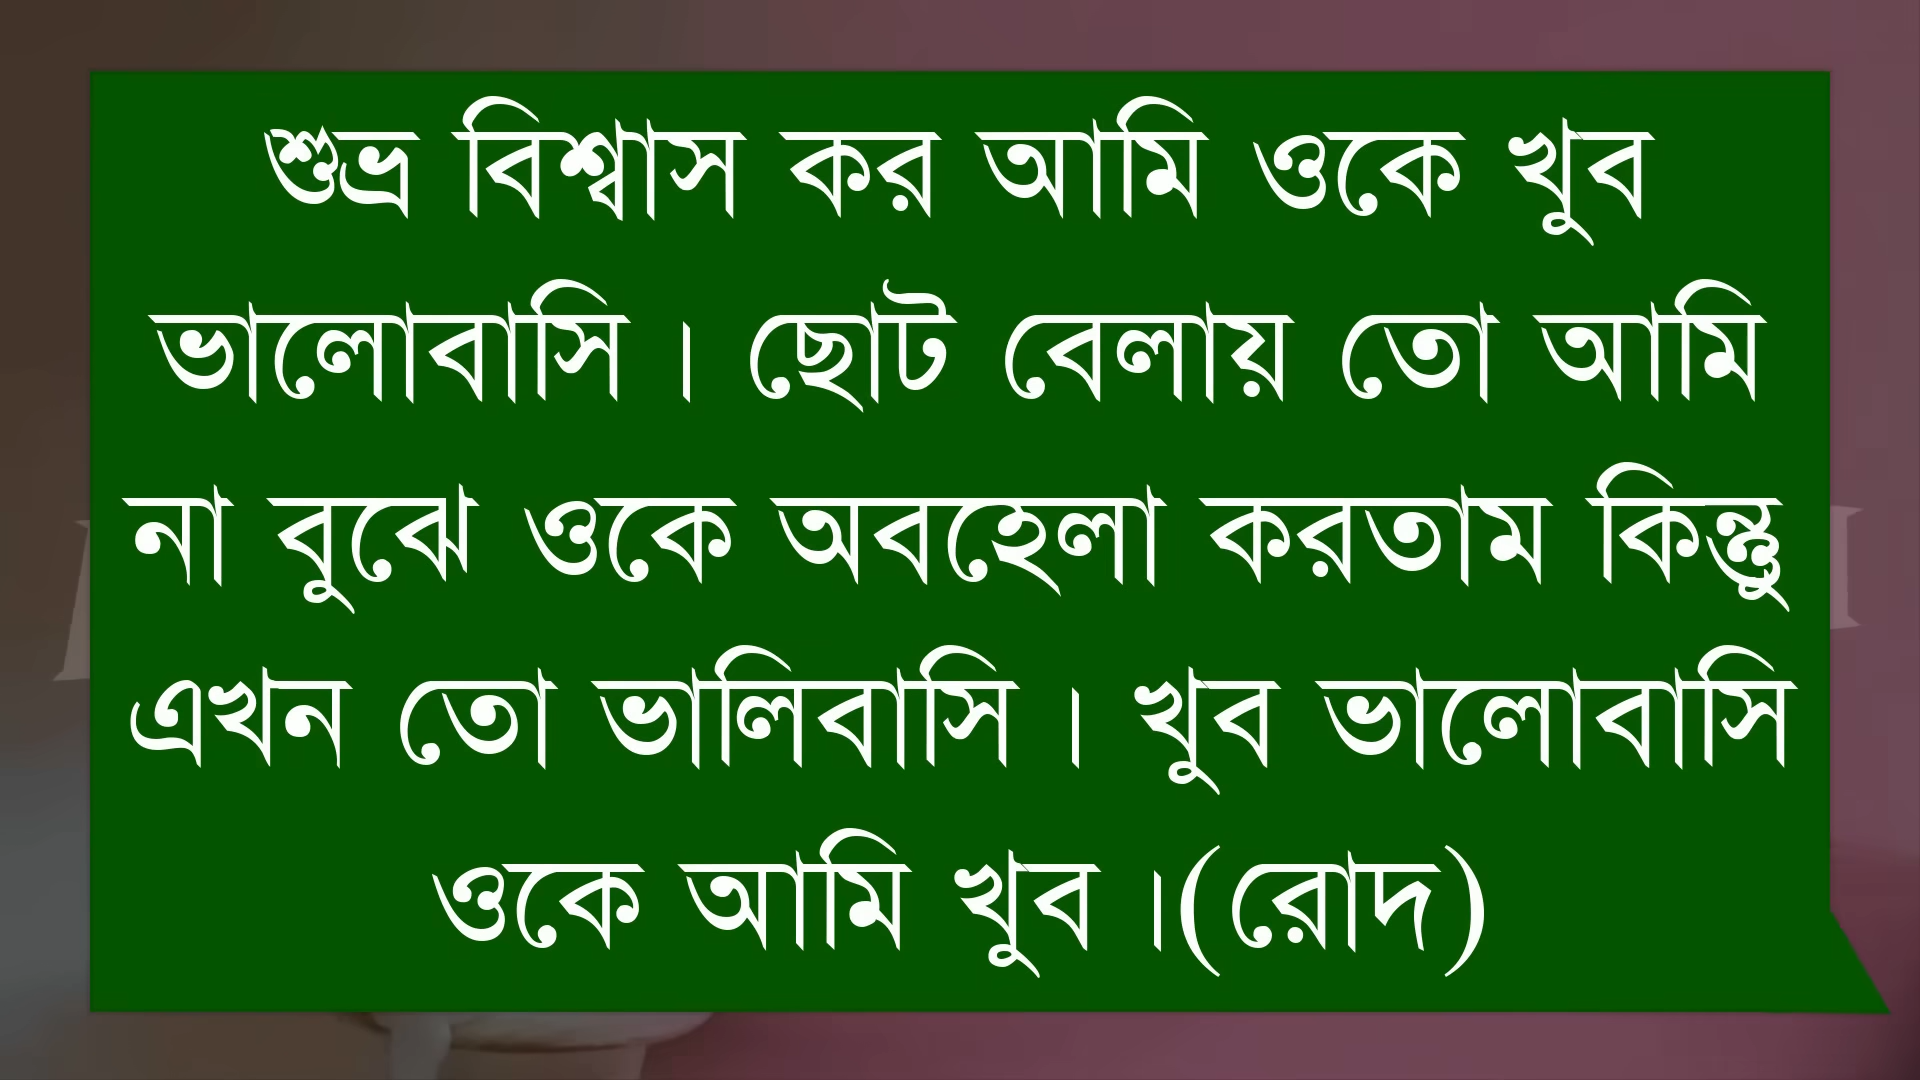 শুভ্র বিশ্বাস কর আমি ওকে খুব
ভালোবাসি । ছোট বেলায় তো আমি
না বুঝে ওকে অবহেলা করতাম কিন্তু
এখন তো ভালিবাসি । খুব ভালোবাসি
ওকে আমি খুব ।(রোদ)